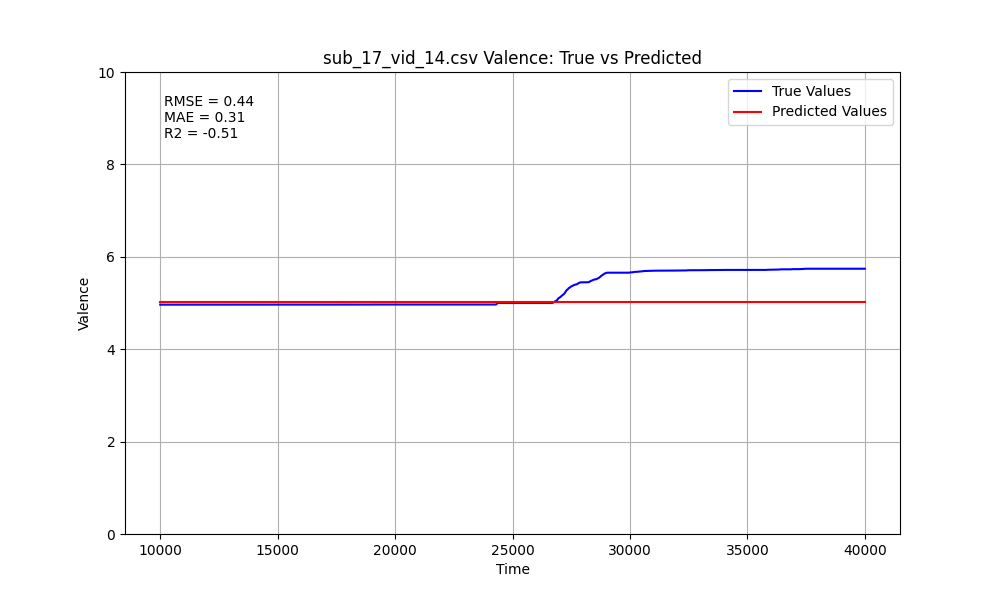 sub_17_vid_14.csv Valence: True vs Predicted
RMSE = 0.44
MAE = 0.31
R2 = -0.51
True Values
Predicted Values
10
8
6
4
2
0
Valence
10000 15000 20000 25000 30000 35000 40000
Time